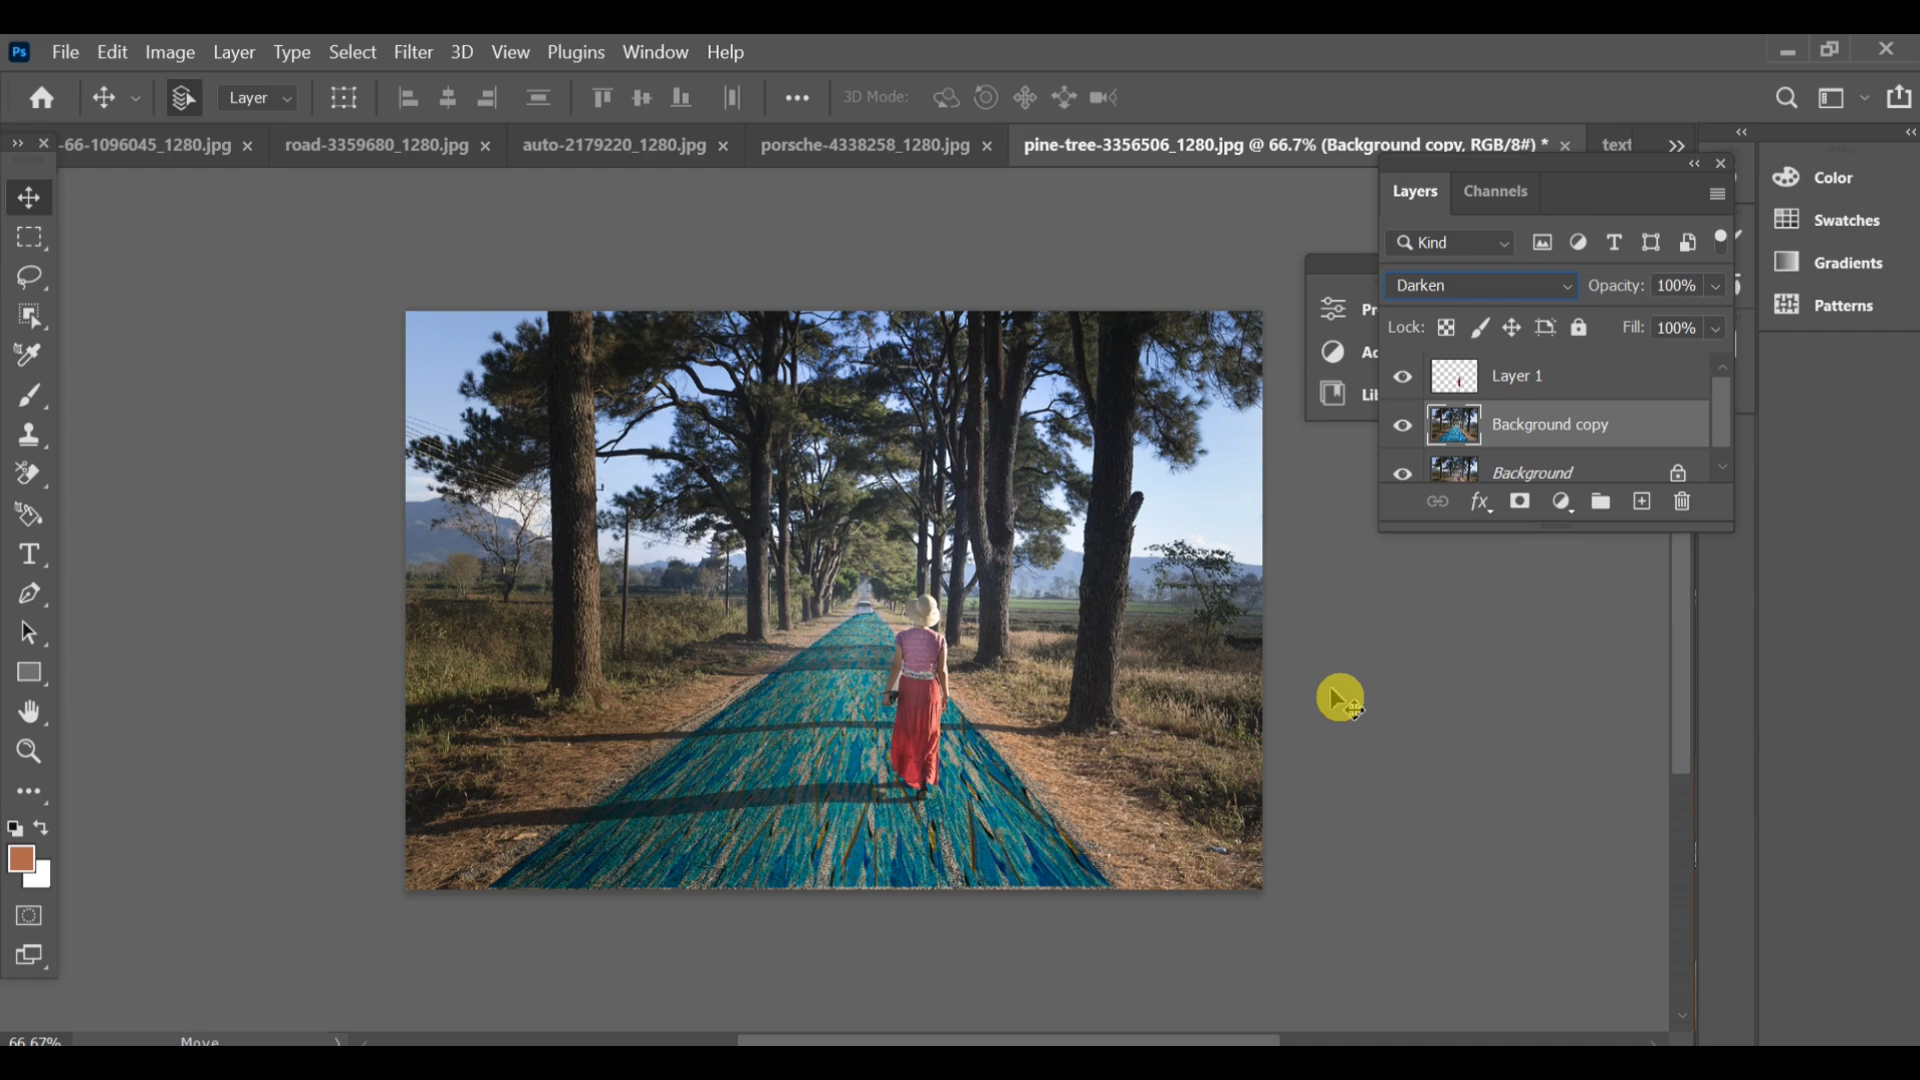 Ps File Edit Image Layer Type Select Filter 3D View Plugins Window Help
Layer 3D Mode:
-66-1096045_1280.jpg road-3359680_1280.jpg auto-2179220_1280.jpg porsche-4338258_1280.jpg pine-tree-3356506_1280.jpg @ 66.7% (Background copy, RGB/8#) * text
Layers Channels
Kind
Darken Opacity: 100%
Lock: Fill: 100%
Layer 1
Background copy
Background
Pr
Ad
Lib
Color
Swatches
Gradients
Patterns
66.67% Move